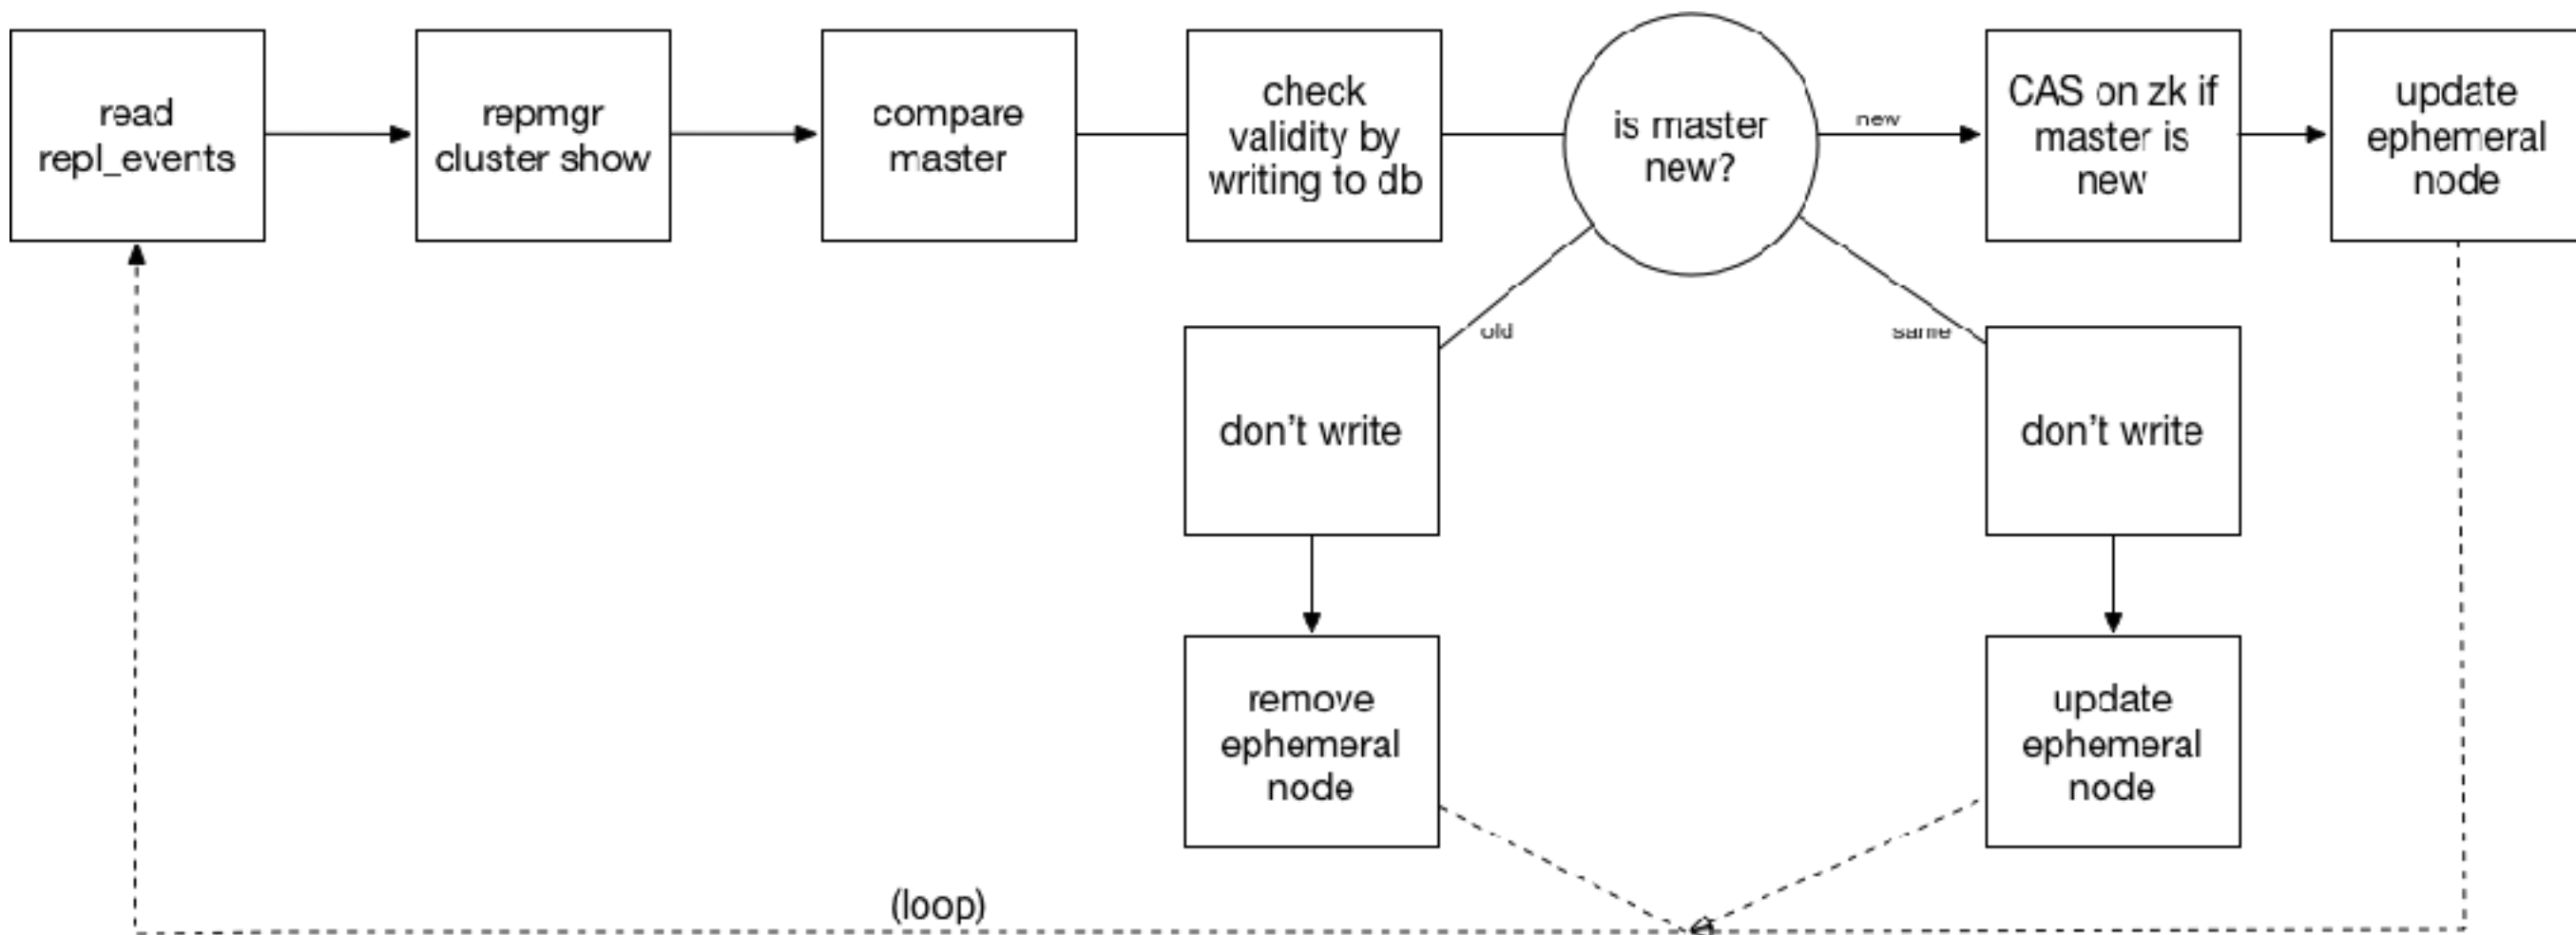 read
repl_events
repmgr
cluster show
compare
master
check
validity by
writing to db
is master
new?
new
CAS on zk if
master is
new
update
ephemeral
node
old
same
don't write
don't write
remove
ephemeral
node
update
ephemeral
node
(loop)